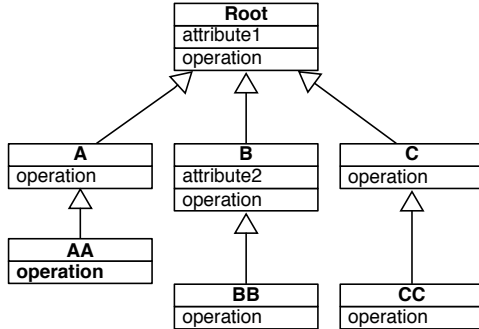 Root
attribute1
operation
A
operation
B
attribute2
operation
C
operation
AA
operation
BB
operation
CC
operation